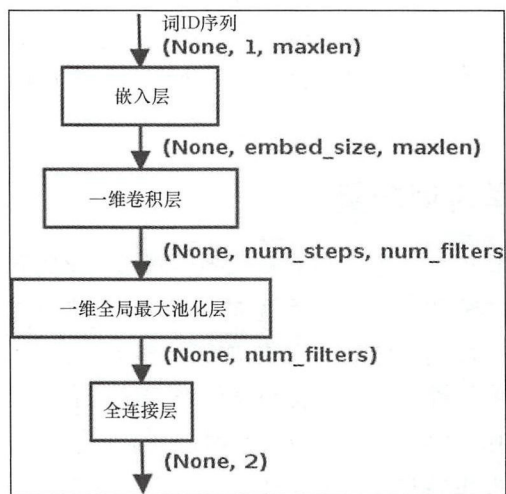 词ID序列
(None, 1, maxlen)
嵌入层
(None, embed_size, maxlen)
一维卷积层
(None, num_steps, num_filters
一维全局最大池化层
(None, num_filters)
全连接层
(None, 2)